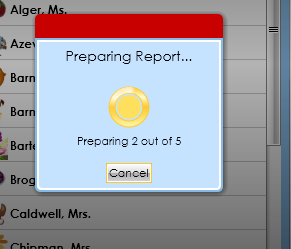 Alger, Ms.
Azev
Barn
Barn
Barte
Brog
Caldwell, Mrs.
Chipman, Mrs.
Preparing Report...
Preparing 2 out of 5
Cancel